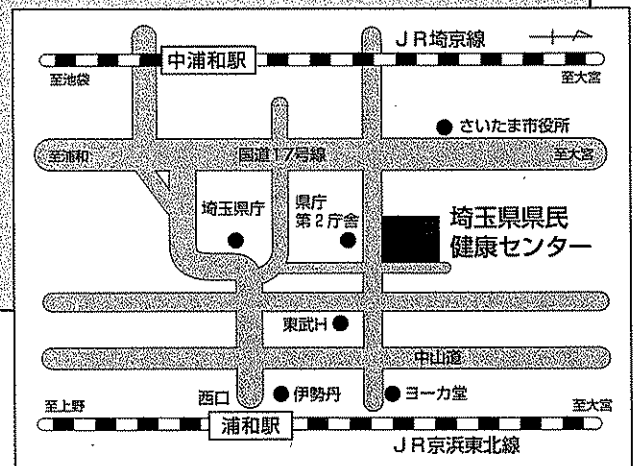 JR埼京線
中浦和駅
至池袋
至大宮
さいたま市役所
至浦和
国道17号線
至大宮
埼玉県庁
県庁
第2庁舎
埼玉県県民
健康センター
東武H
中山道
西口
伊勢丹
ヨーカ堂
至上野
至大宮
浦和駅
JR京浜東北線